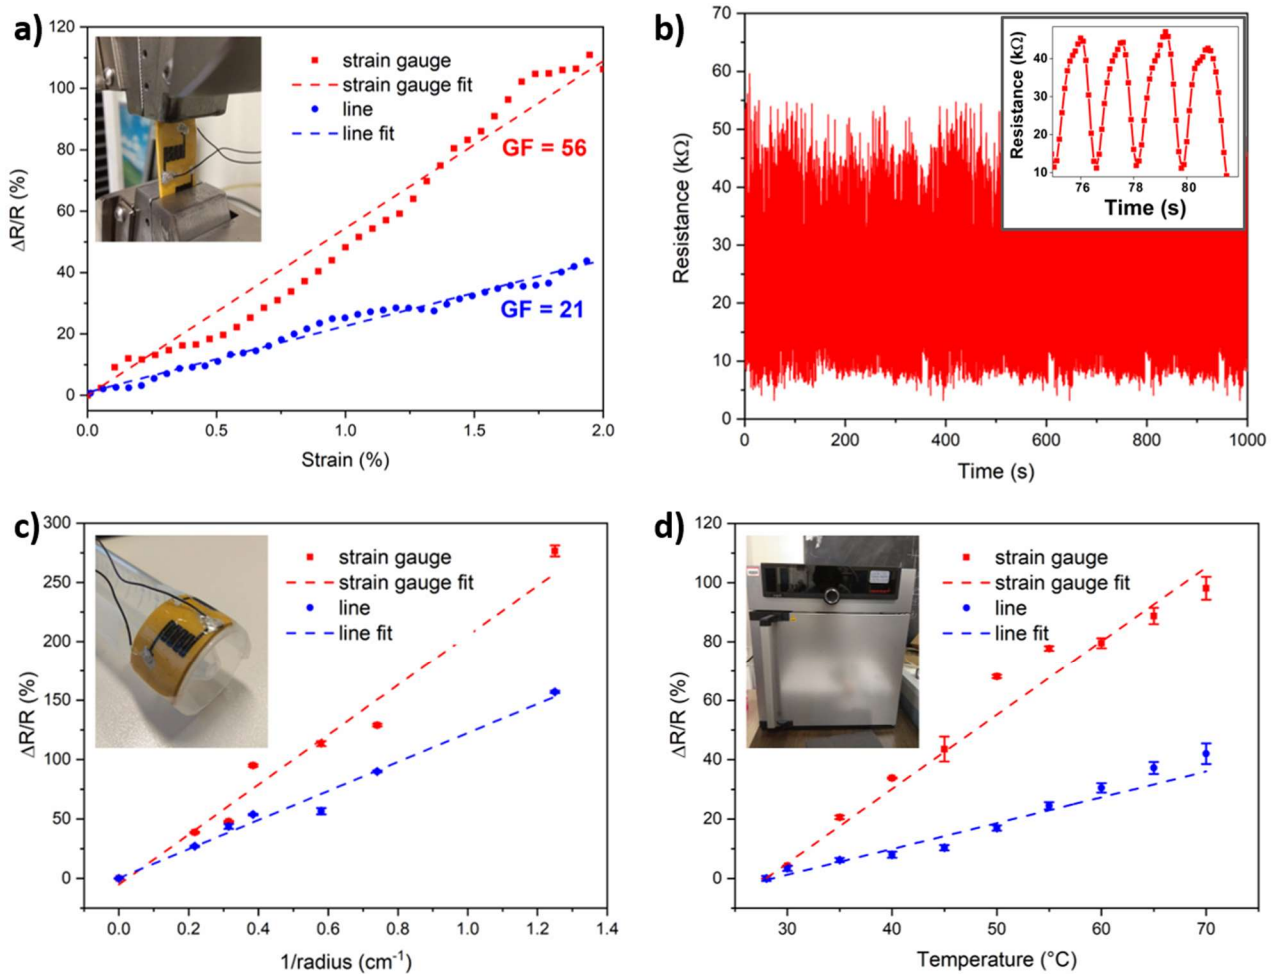 a)
120
100
80
60
40
20
0
ΔR/R (%)
strain gauge
strain gauge fit
line
line fit
GF = 56
GF = 21
0.0 0.5 1.0 1.5 2.0
Strain (%)
b)
70
60
50
40
30
20
10
0
Resistance (kΩ)
40
30
20
10
Resistance (kΩ)
76 78 80
Time (s)
0 200 400 600 800 1000
Time (s)
c)
300
250
200
150
100
50
0
ΔR/R (%)
strain gauge
strain gauge fit
line
line fit
0.0 0.2 0.4 0.6 0.8 1.0 1.2 1.4
1/radius (cm⁻¹)
d)
120
100
80
60
40
20
0
ΔR/R (%)
strain gauge
strain gauge fit
line
line fit
30 40 50 60 70
Temperature (°C)